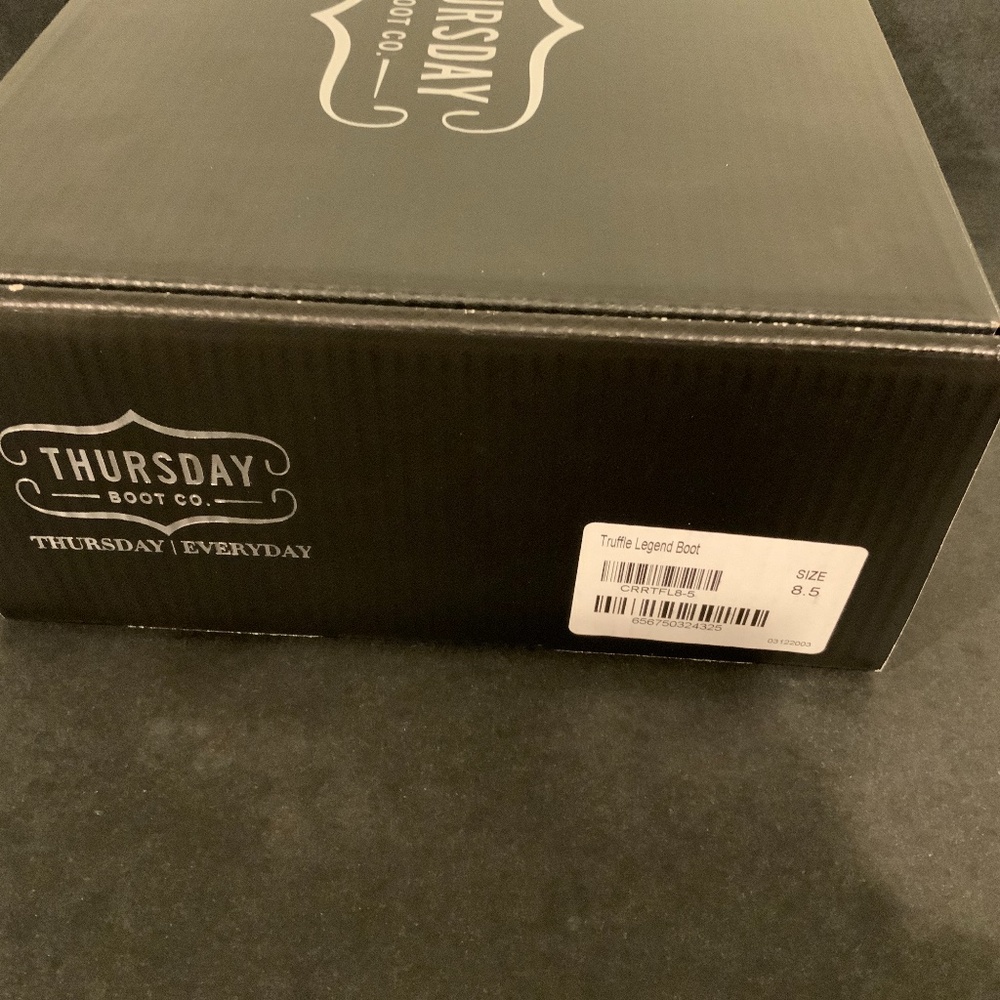 THURSDAY
BOOT CO.
THURSDAY
BOOT CO.
THURSDAY | EVERYDAY
Truffle Legend Boot
CRRTFL8-5
SIZE
8.5
656750324325
03122003